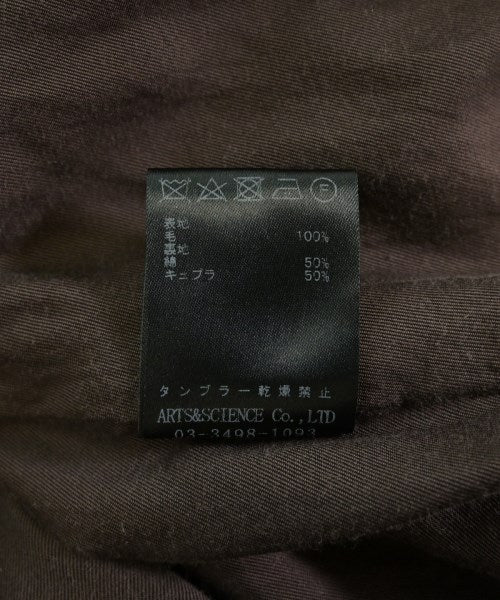 表地
毛 100%
裏地
綿 50%
キュプラ 50%
タンブラー乾燥禁止
ARTS&SCIENCE Co.,LTD
03-3498-1093